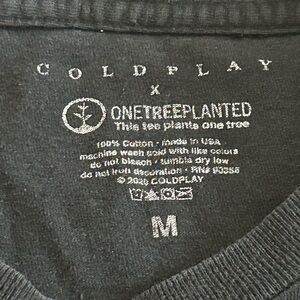 COLDPLAY
X
ONETREEPLANTED
This tee plants one tree
100% Cotton • made in USA
machine wash cold with like colors
do not bleach • tumble dry low
do not iron decoration • RN#
© 2020 COLDPLAY
M